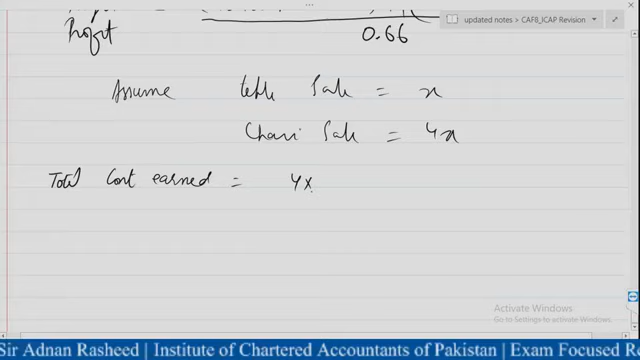 updated notes > CAF8_ICAP Revision
Profit 0.66
Assume table Sale = x
Chair Sale = 4x
Total Cont earned = 4x
Activate Windows
Go to Settings to activate Windows.
Sir Adnan Rasheed | Institute of Chartered Accountants of Pakistan | Exam Focused R